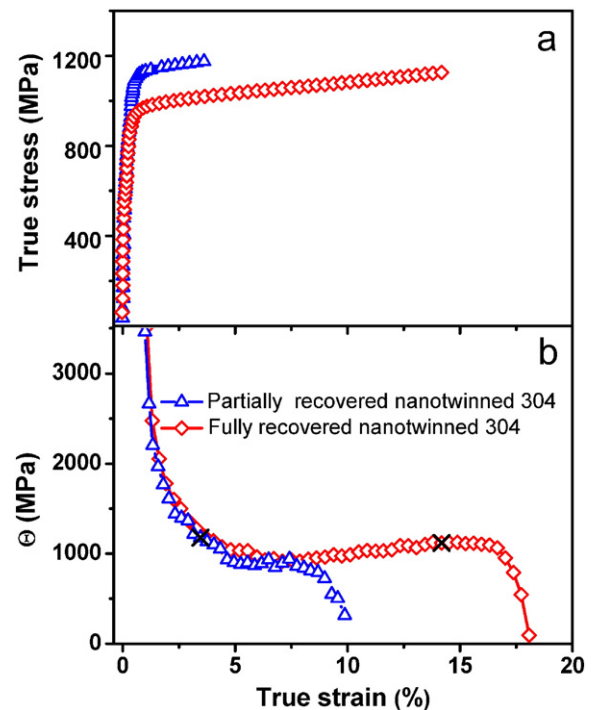 a
1200
800
400
True stress (MPa)
b
3000
2000
1000
0
Θ (MPa)
Partially recovered nanotwinned 304
Fully recovered nanotwinned 304
0 5 10 15 20
True strain (%)